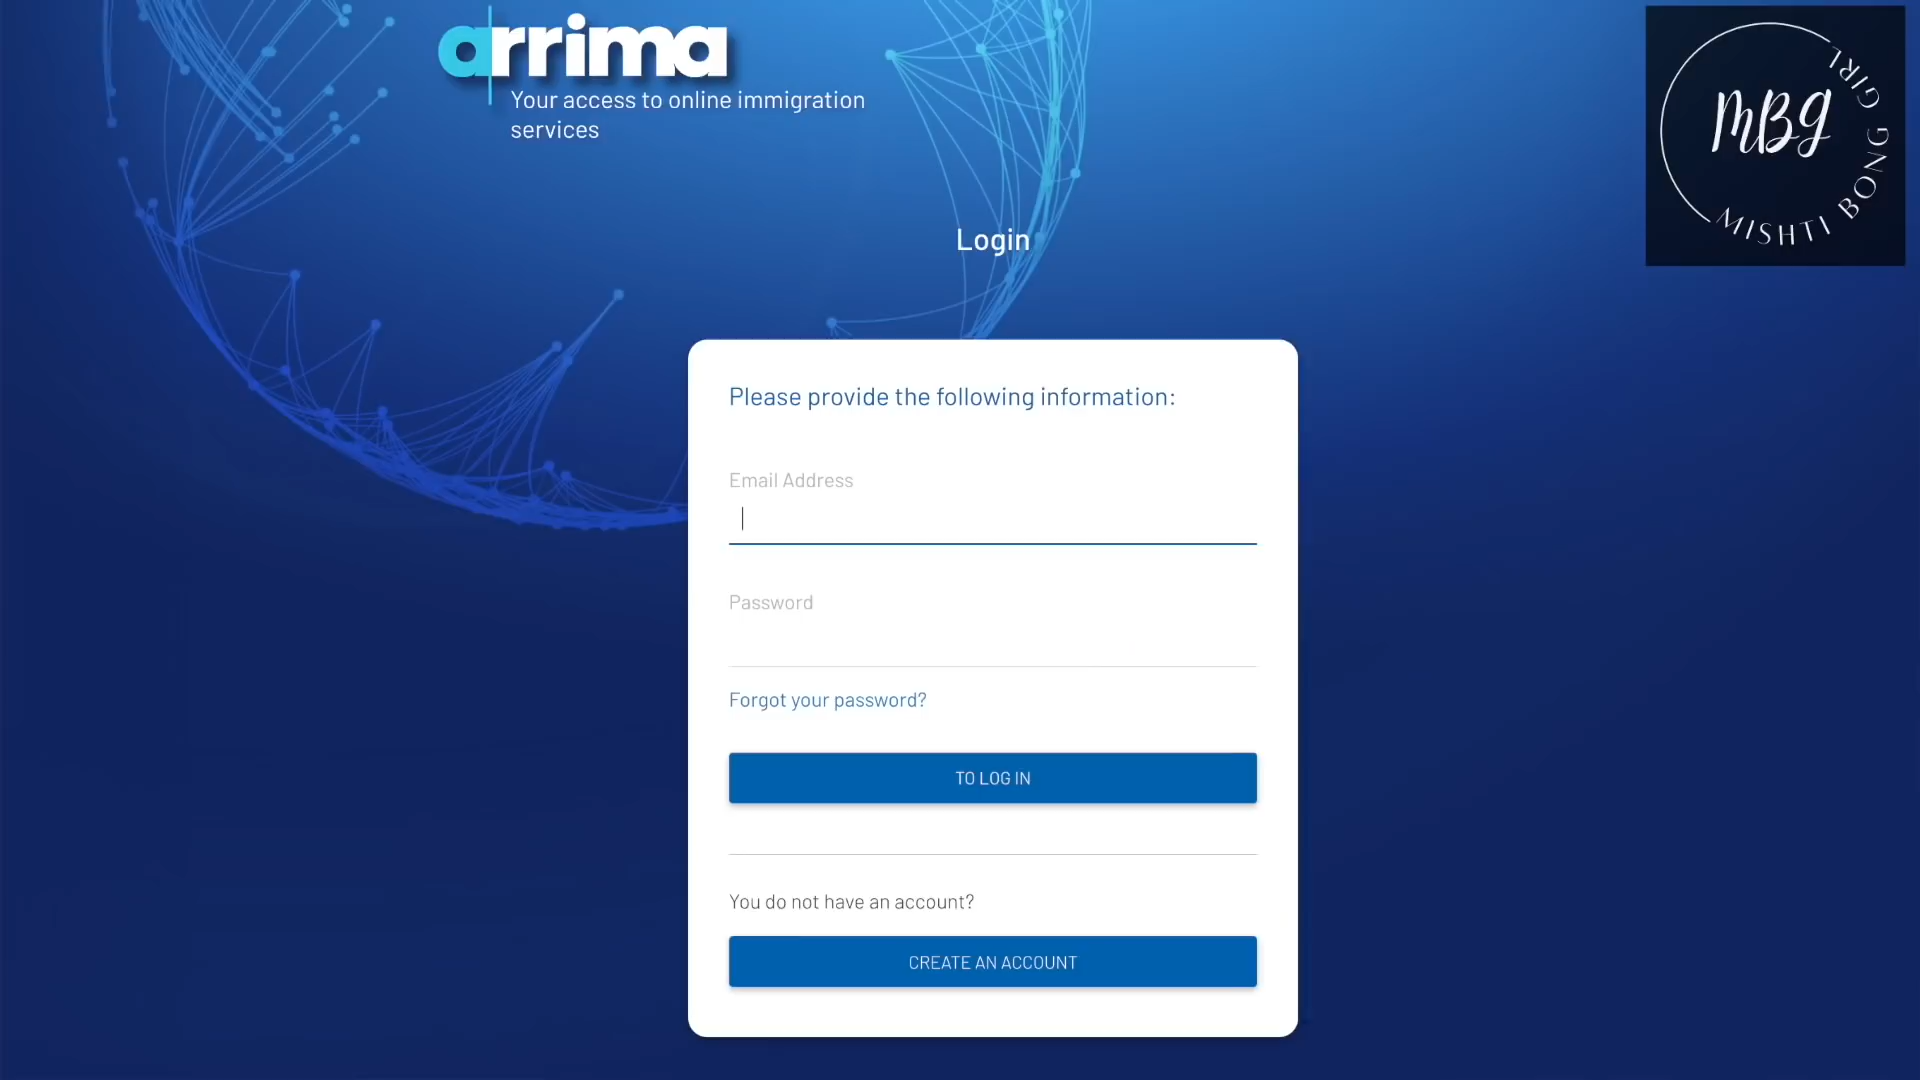 arrima
Your access to online immigration
services
MBG
MISHTI BONG GIRL
Login
Please provide the following information:
Email Address
Password
Forgot your password?
TO LOG IN
You do not have an account?
CREATE AN ACCOUNT